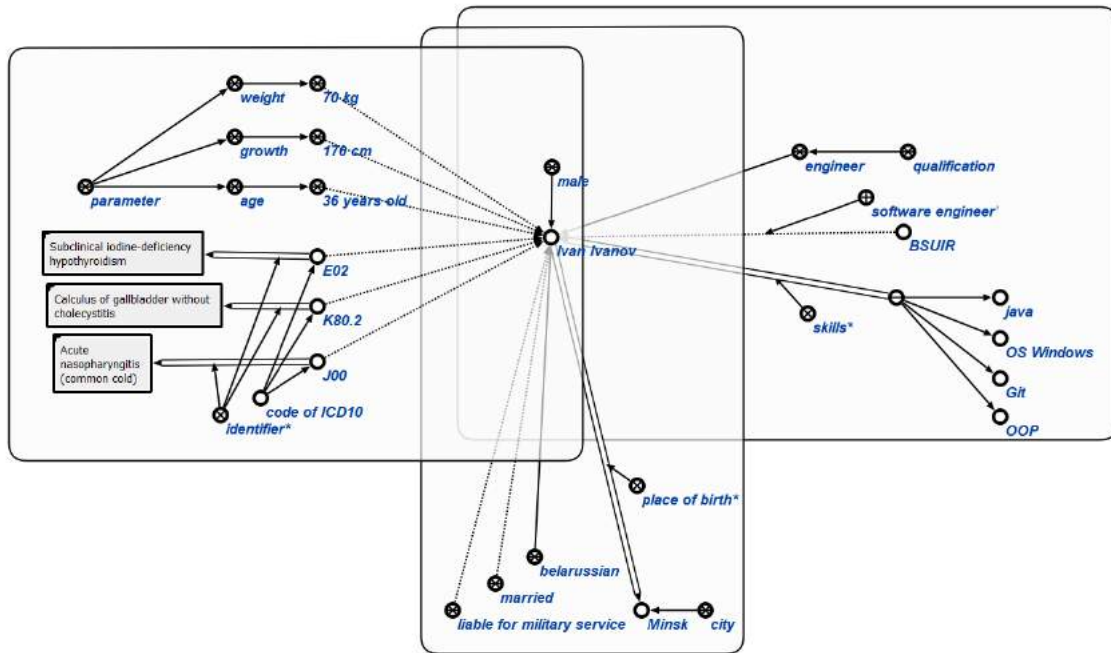 weight
70 kg
growth
176 cm
parameter
age
36 years old
Subclinical iodine-deficiency
hypothyroidism
E02
Calculus of gallbladder without
cholecystitis
K80.2
Acute
nasopharyngitis
(common cold)
J00
code of ICD10
identifier*
male
Ivan Ivanov
engineer
qualification
software engineer'
BSUIR
skills*
java
OS Windows
Git
OOP
place of birth*
belarussian
married
liable for military service
Minsk
city